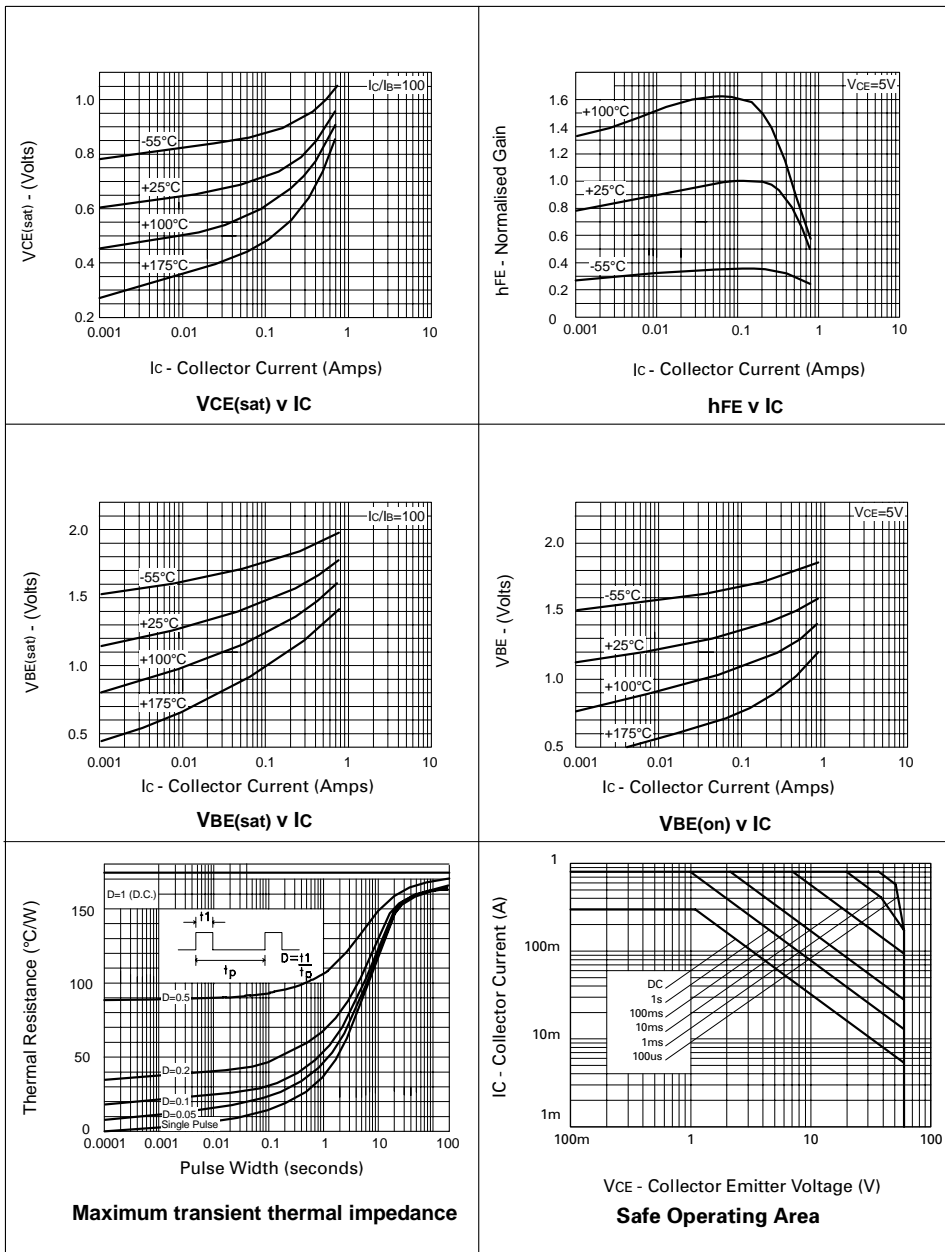 IC/IB=100
1.0
0.8
0.6
0.4
0.2
-55°C
+25°C
+100°C
+175°C
VCE(sat) - (Volts)
0.001 0.01 0.1 1 10
IC - Collector Current (Amps)
VCE(sat) v IC
VCE=5V
1.6
1.4
1.2
1.0
0.8
0.6
0.4
0.2
0
+100°C
+25°C
-55°C
hFE - Normalised Gain
0.001 0.01 0.1 1 10
IC - Collector Current (Amps)
hFE v IC
IC/IB=100
2.0
1.5
1.0
0.5
-55°C
+25°C
+100°C
+175°C
VBE(sat) - (Volts)
0.001 0.01 0.1 1 10
IC - Collector Current (Amps)
VBE(sat) v IC
VCE=5V
2.0
1.5
1.0
0.5
-55°C
+25°C
+100°C
+175°C
VBE - (Volts)
0.001 0.01 0.1 1 10
IC - Collector Current (Amps)
VBE(on) v IC
150
100
50
0
D=1 (D.C.)
t1
tp
D=t1
tp
D=0.5
D=0.2
D=0.1
D=0.05
Single Pulse
Thermal Resistance (°C/W)
0.0001 0.001 0.01 0.1 1 10 100
Pulse Width (seconds)
Maximum transient thermal impedance
1
100m
10m
1m
DC
1s
100ms
10ms
1ms
100us
IC - Collector Current (A)
100m 1 10 100
VCE - Collector Emitter Voltage (V)
Safe Operating Area